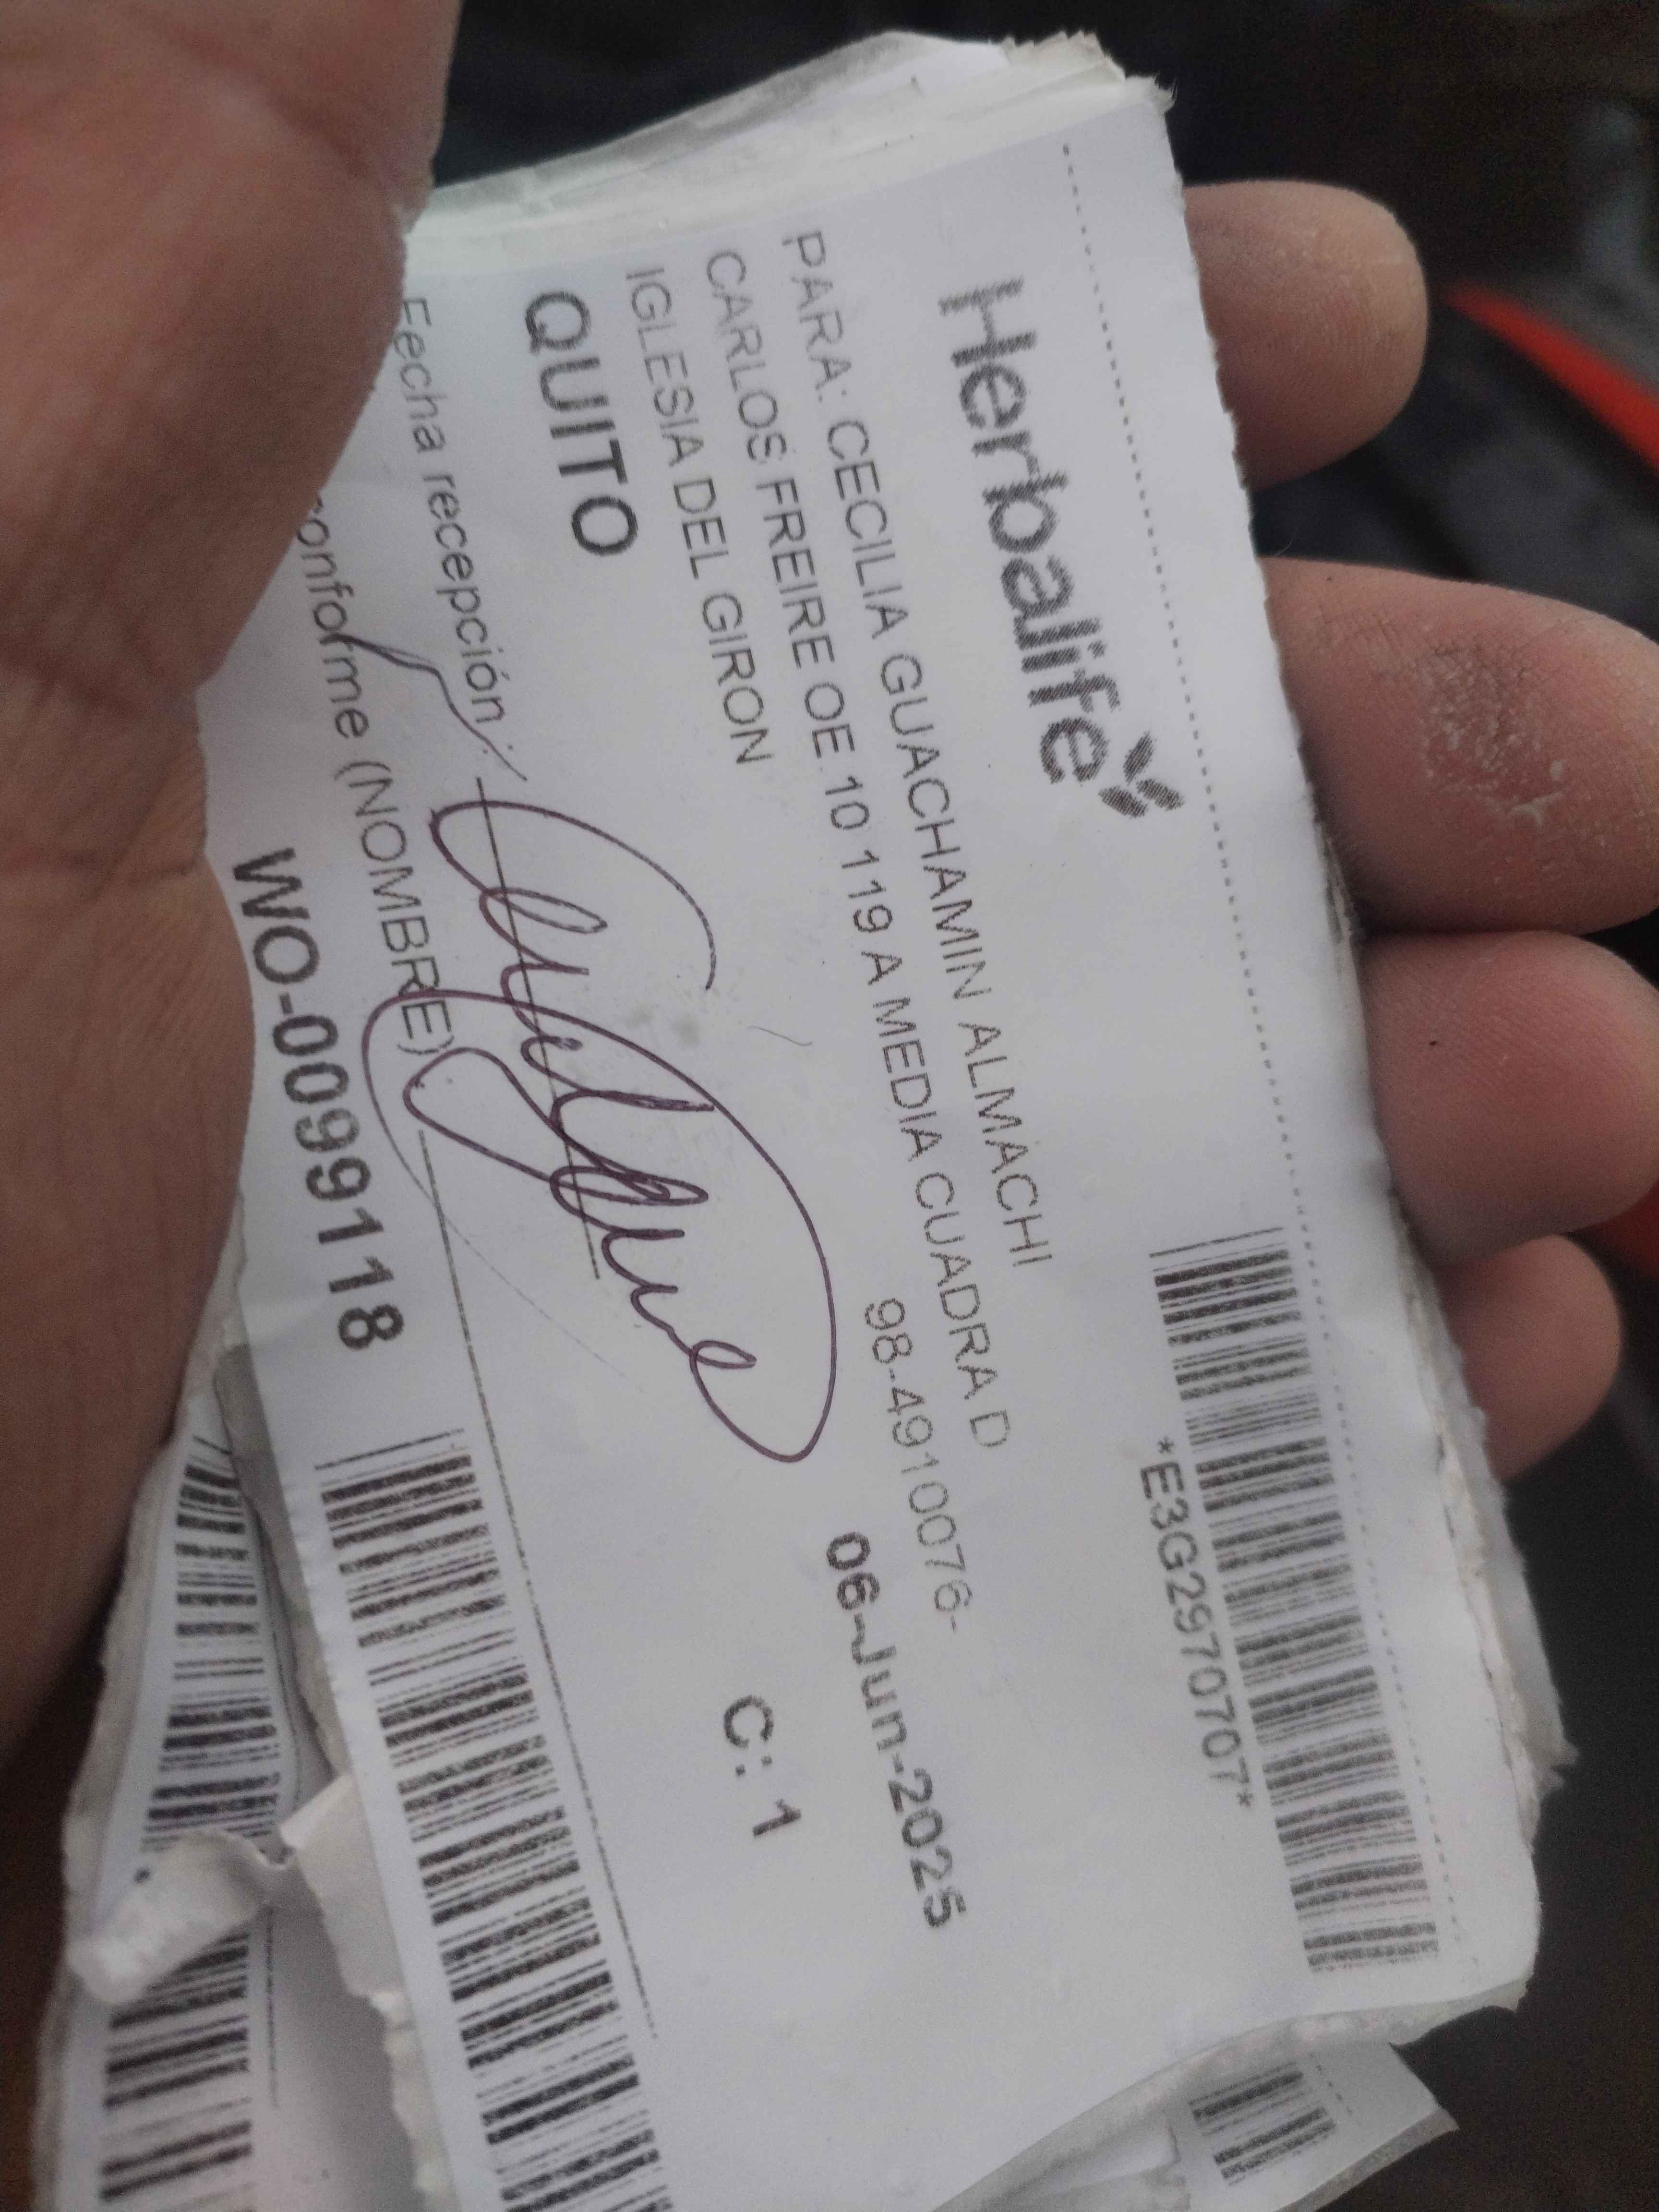 Herbalife
*E3G2970707*
PARA: CECILIA GUACHAMIN ALMACHI
CARLOS FREIRE OE 10 119 A MEDIA CUADRA D
IGLESIA DEL GIRON
98-4910076-
QUITO
06-Jun-2025
C: 1
Fecha recepción:
conforme (NOMBRE):
WO-0099118